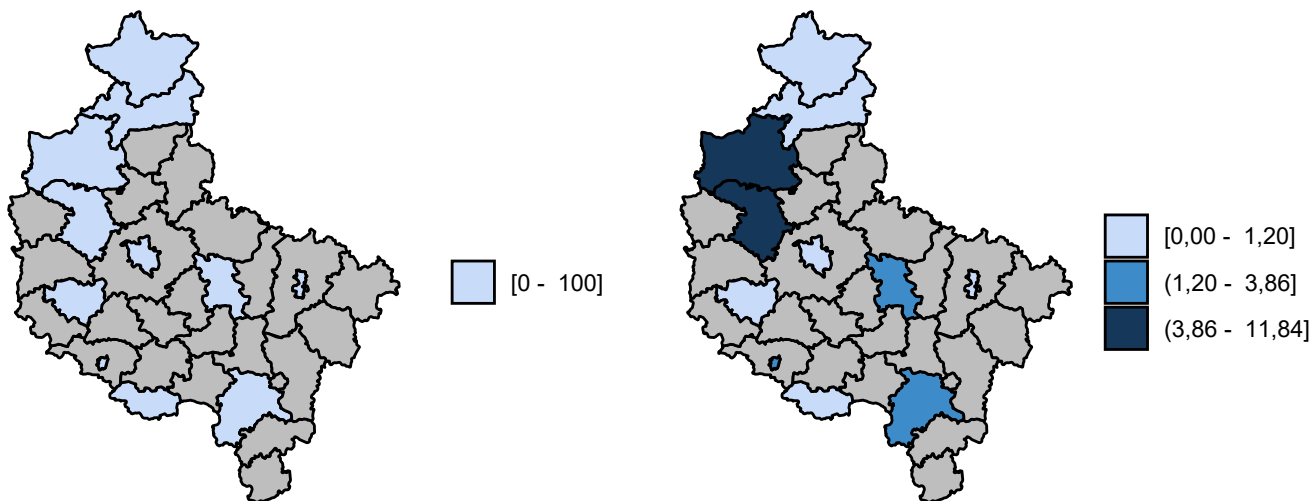 [0 - 100]
[0,00 - 1,20]
(1,20 - 3,86]
(3,86 - 11,84]